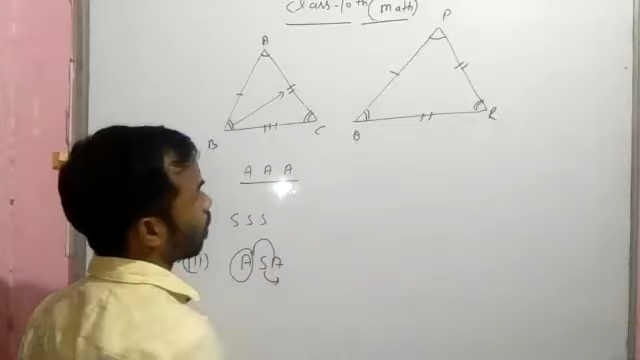 Class-10th (math)
A
P
B
C
Q
R
A A A
S S S
(III) A S A